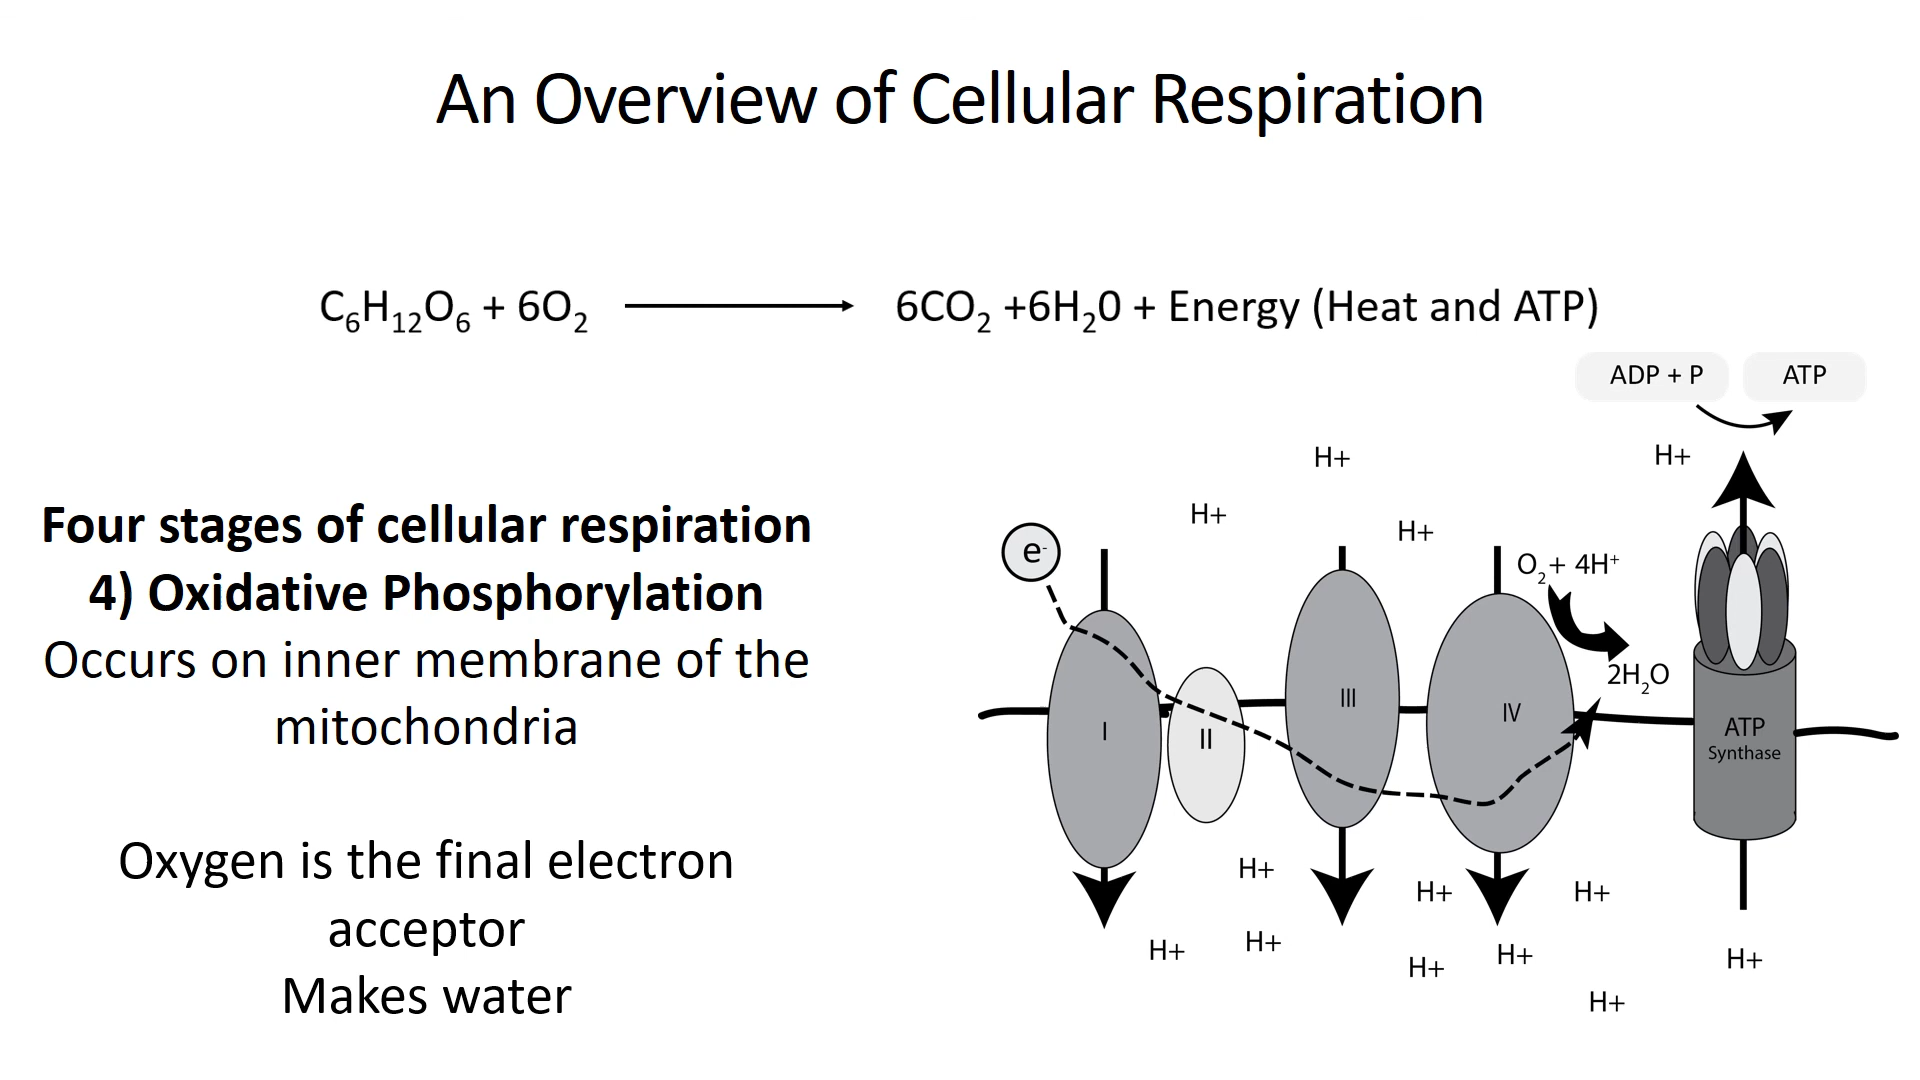 An Overview of Cellular Respiration
C₆H₁₂O₆ + 6O₂ 6CO₂ +6H₂0 + Energy (Heat and ATP)
ADP + P ATP
Four stages of cellular respiration
4) Oxidative Phosphorylation
Occurs on inner membrane of the
mitochondria
Oxygen is the final electron
acceptor
Makes water
H+
H+
H+
H+
e⁻
O₂+ 4H⁺
2H₂O
I
II
III
IV
ATP
Synthase
H+
H+
H+
H+
H+
H+
H+
H+
H+